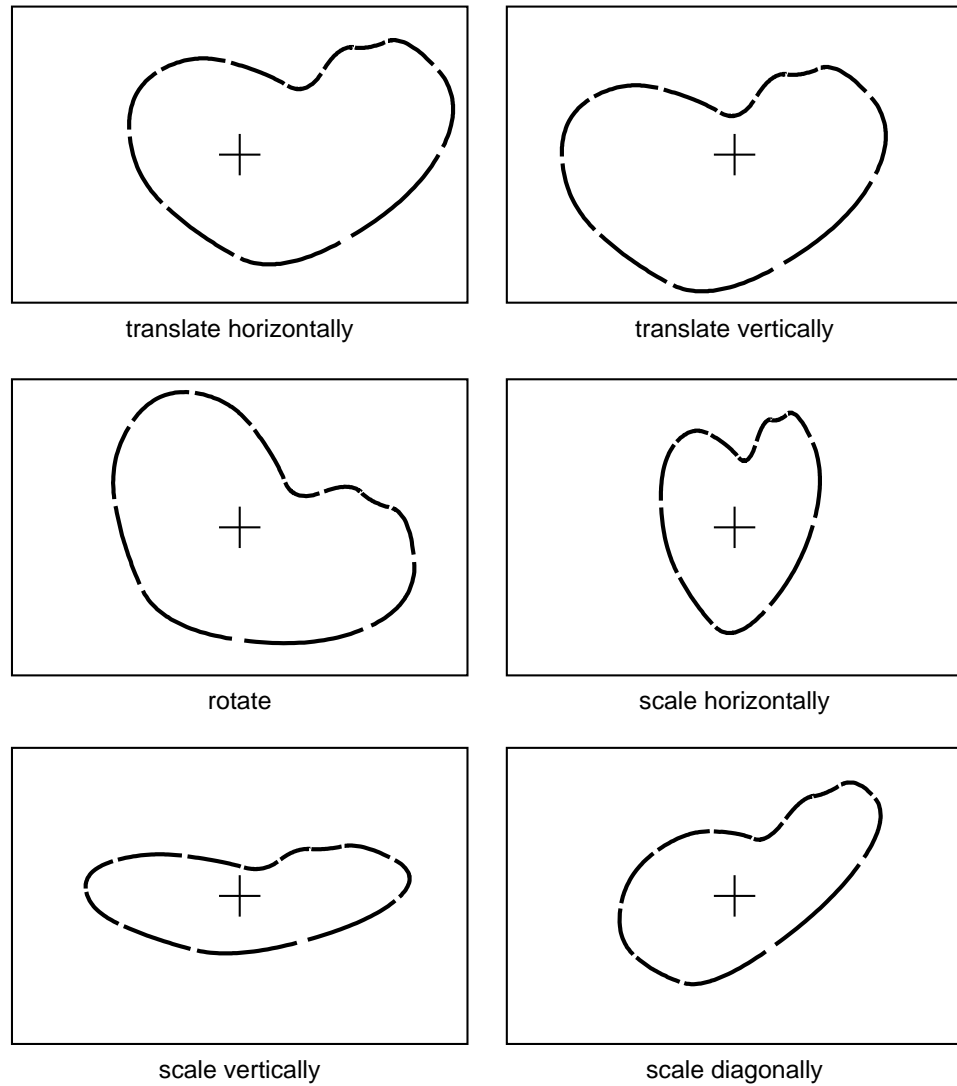 translate horizontally
translate vertically
rotate
scale horizontally
scale vertically
scale diagonally